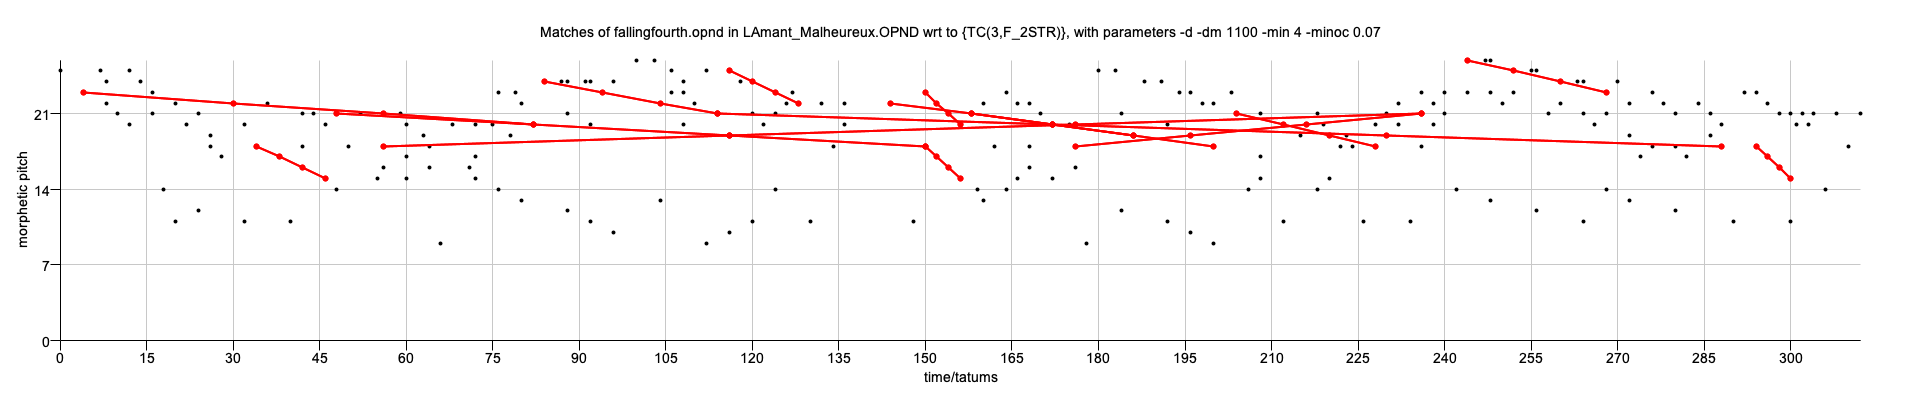 Matches of fallingfourth.opnd in LAmant_Malheureux.OPND wrt to {TC(3,F_2STR)}, with parameters -d -dm 1100 -min 4 -minoc 0.07
morphetic pitch
21
14
7
0
0 15 30 45 60 75 90 105 120 135 150 165 180 195 210 225 240 255 270 285 300
time/tatums